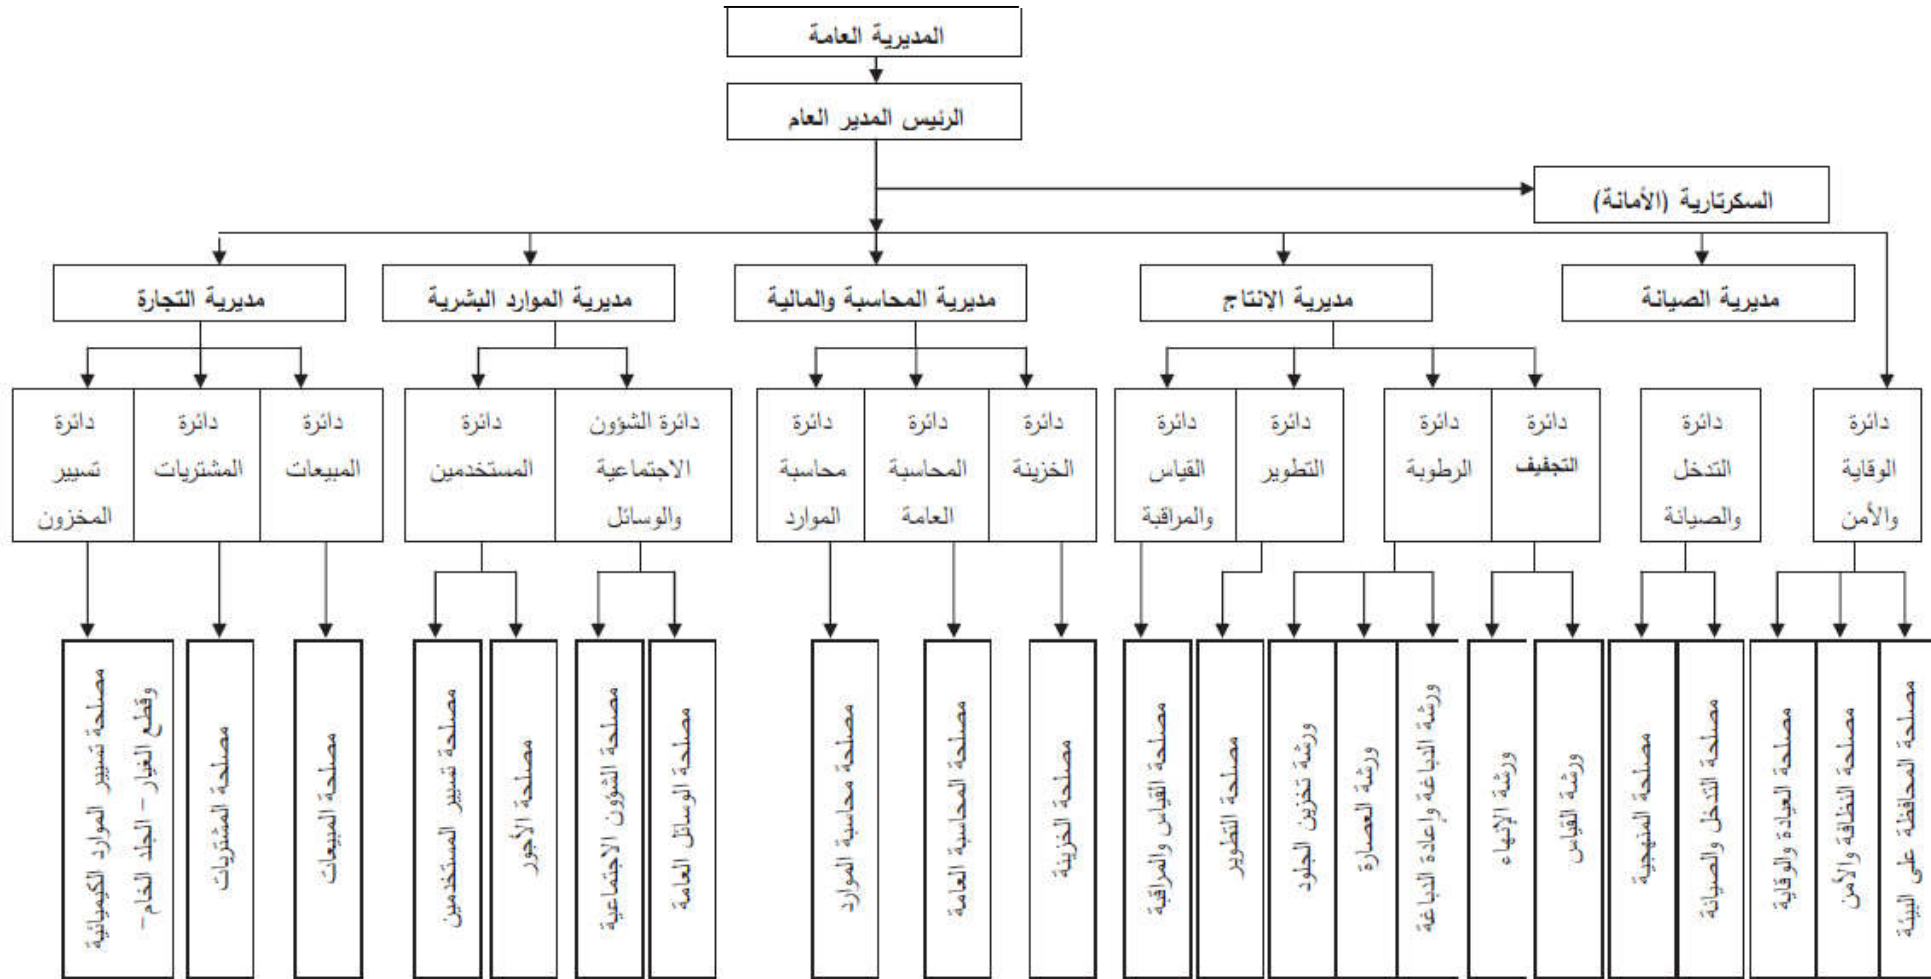 المديرية العامة
الرئيس المدير العام
السكرتارية (الأمانة)
مديرية الصيانة
مديرية الإنتاج
مديرية المحاسبة والمالية
مديرية الموارد البشرية
مديرية التجارة
دائرة
الوقاية
والأمن
دائرة
التدخل
والصيانة
دائرة
التجفيف
دائرة
الرطوبة
دائرة
التطوير
دائرة
القياس
والمراقبة
دائرة
الخزينة
دائرة
المحاسبة
العامة
دائرة
محاسبة
الموارد
دائرة الشؤون
الاجتماعية
والوسائل
دائرة
المستخدمين
دائرة
المبيعات
دائرة
المشتريات
دائرة
تسيير
المخزون
مصلحة المحافظة على البيئة
مصلحة النظافة والأمن
مصلحة العيادة والوقاية
مصلحة التدخل والصيانة
مصلحة المنهجية
ورشة القياس
ورشة الإنهاء
ورشة الدباغة وإعادة الدباغة
ورشة العصارة
ورشة تخزين الجلود
مصلحة التطوير
مصلحة القياس والمراقبة
مصلحة الخزينة
مصلحة المحاسبة العامة
مصلحة محاسبة الموارد
مصلحة الوسائل العامة
مصلحة الشؤون الاجتماعية
مصلحة الأجور
مصلحة تسيير المستخدمين
مصلحة المبيعات
مصلحة المشتريات
مصلحة تسيير الموارد الكيميائية
وقطع الغيار – الجلد الخام–